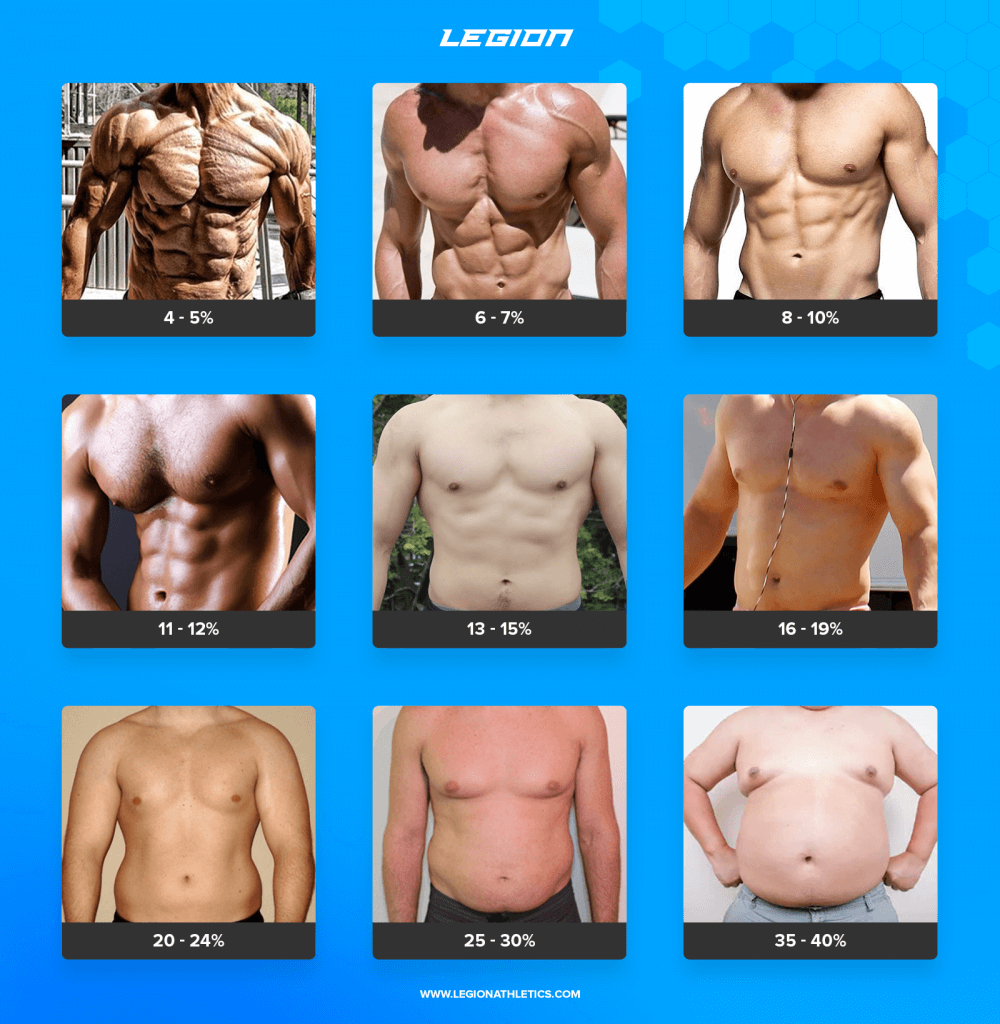 LEGION
4 - 5%
6 - 7%
8 - 10%
11 - 12%
13 - 15%
16 - 19%
20 - 24%
25 - 30%
35 - 40%
WWW.LEGIONATHLETICS.COM